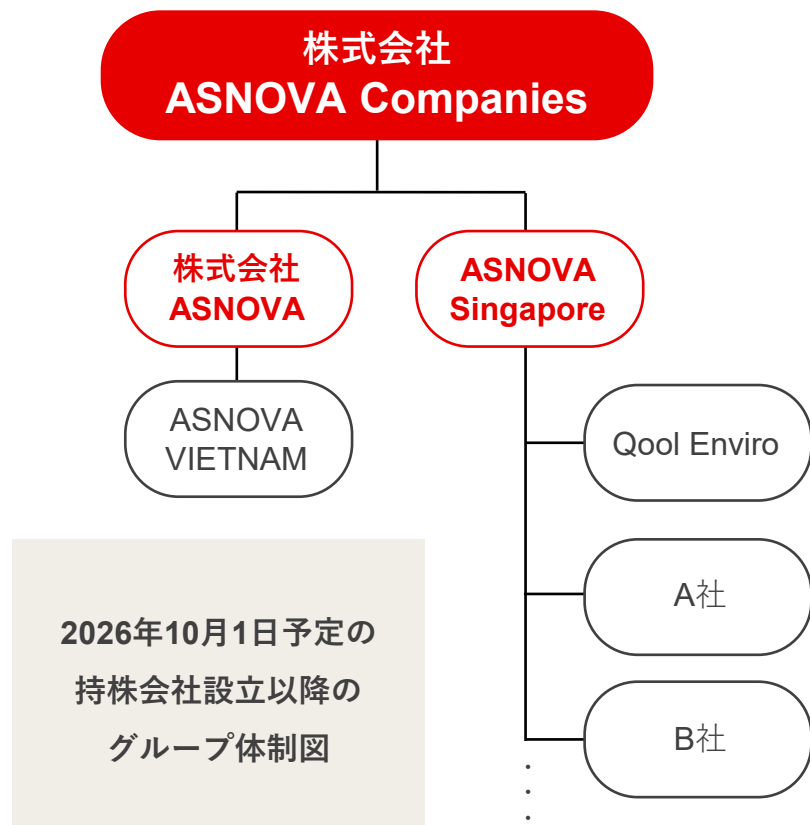 株式会社
ASNOVA Companies
株式会社
ASNOVA
ASNOVA
Singapore
ASNOVA
VIETNAM
Qool Enviro
A社
B社
2026年10月1日予定の
持株会社設立以降の
グループ体制図